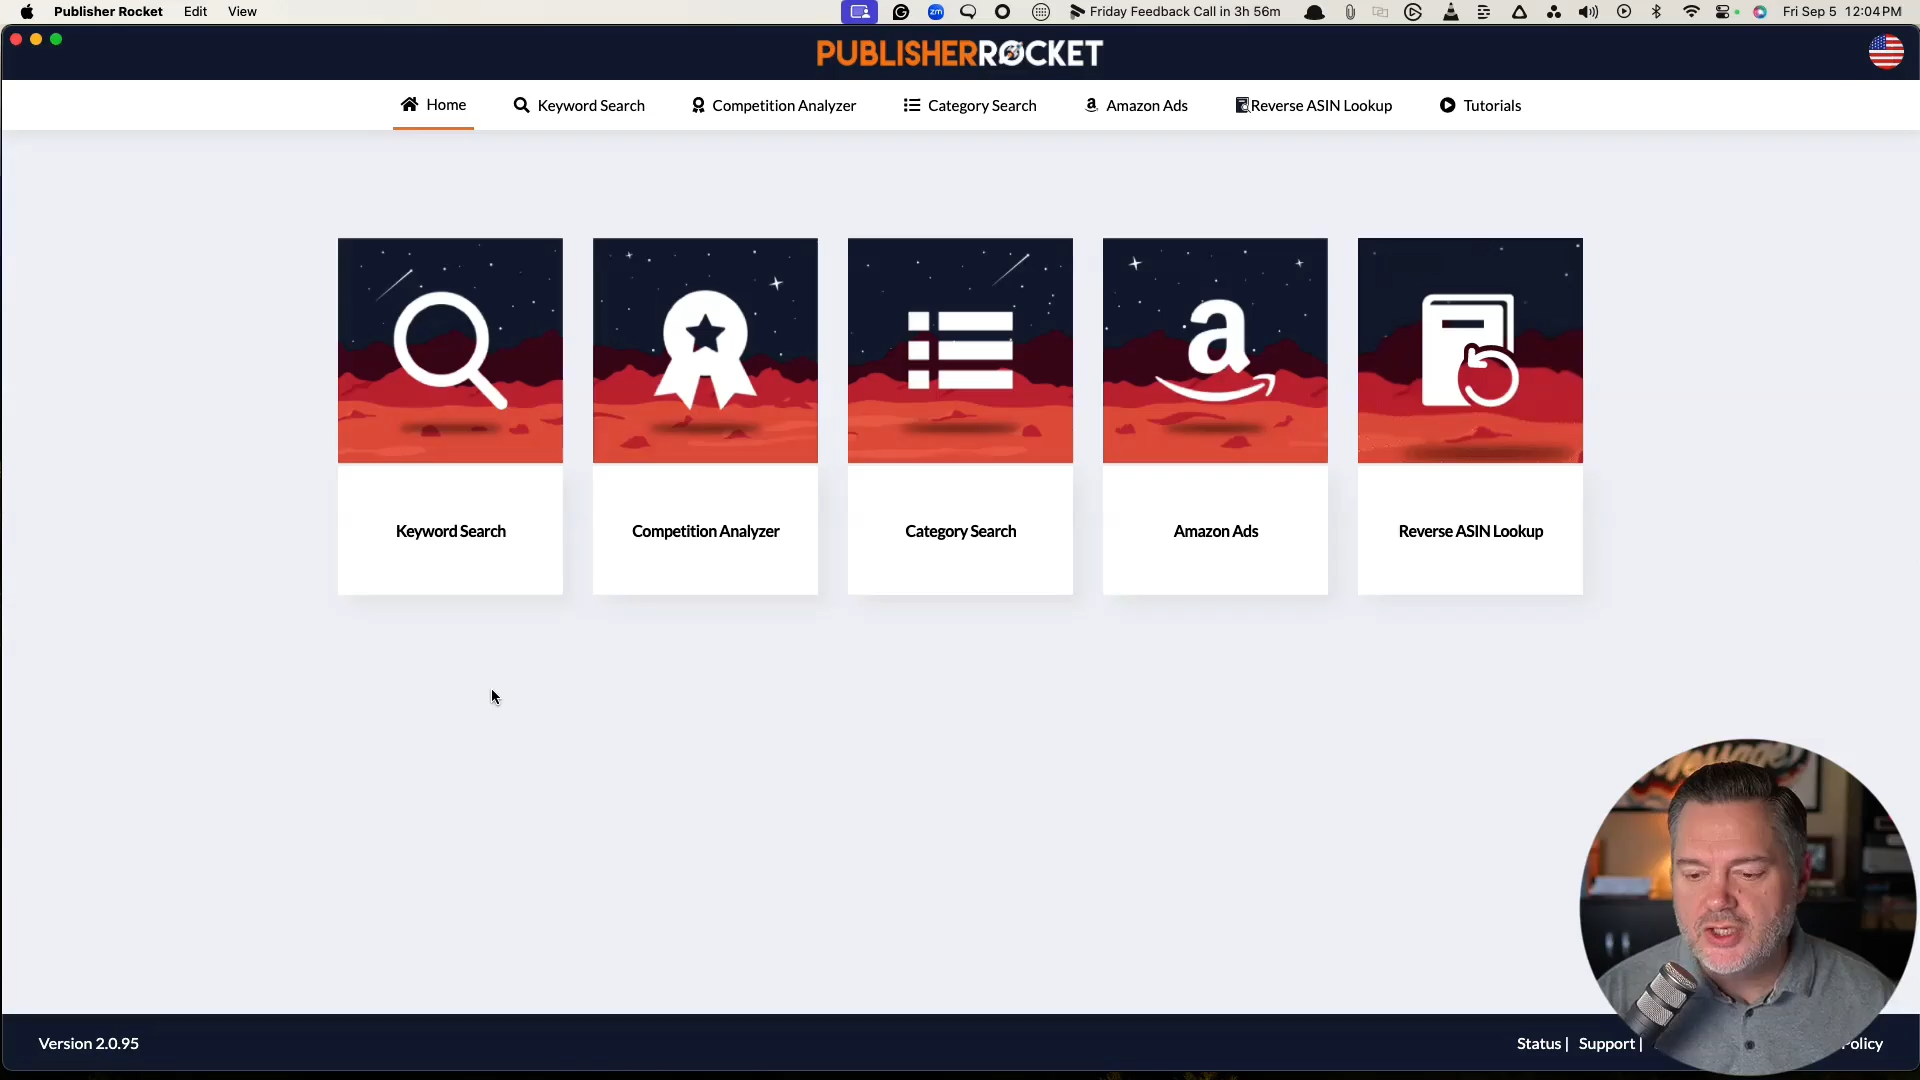 Publisher Rocket Edit View
zm
Friday Feedback Call in 3h 56m
Fri Sep 5 12:04 PM
PUBLISHERROCKET
Home Keyword Search Competition Analyzer Category Search Amazon Ads Reverse ASIN Lookup Tutorials
Keyword Search Competition Analyzer Category Search Amazon Ads Reverse ASIN Lookup
Version 2.0.95
Status | Support | Policy